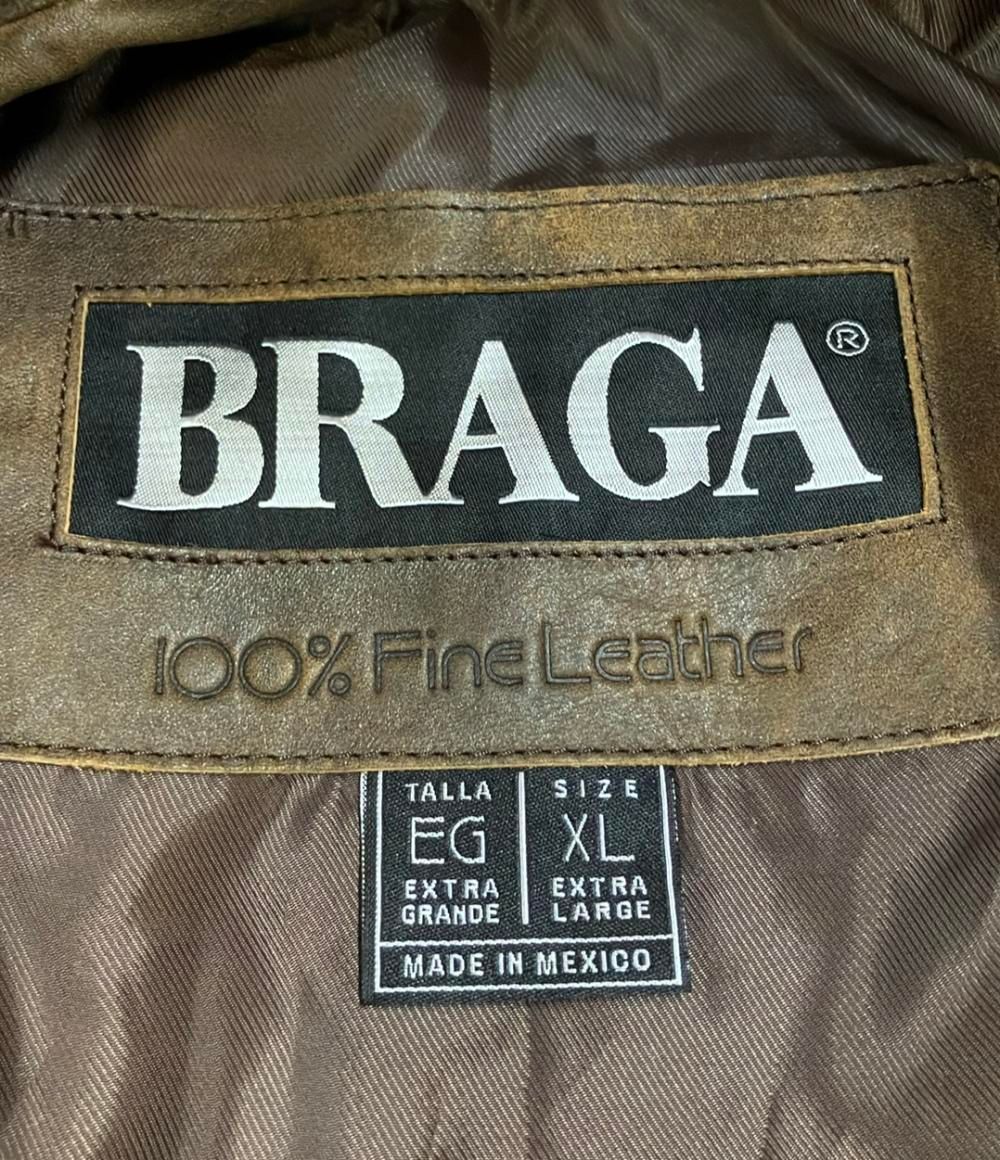 BRAGA®
100% Fine Leather
TALLA SIZE
EG XL
EXTRA EXTRA
GRANDE LARGE
MADE IN MEXICO